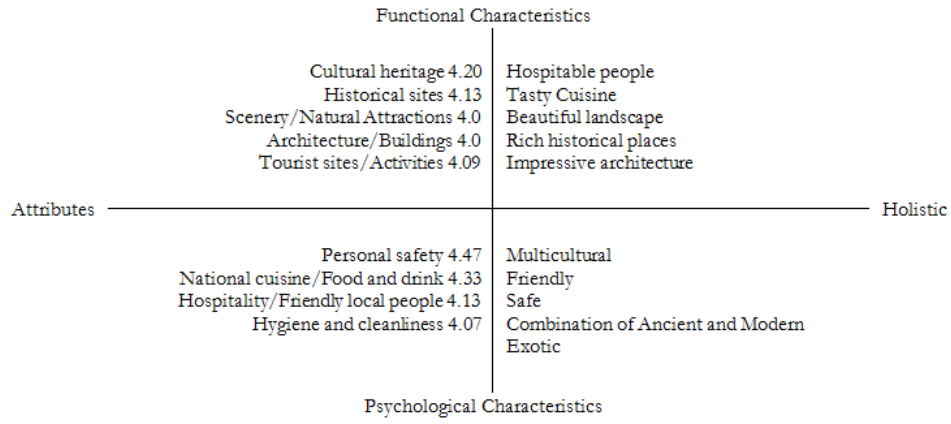 Functional Characteristics
Cultural heritage 4.20
Historical sites 4.13
Scenery/Natural Attractions 4.0
Architecture/Buildings 4.0
Tourist sites/Activities 4.09
Hospitable people
Tasty Cuisine
Beautiful landscape
Rich historical places
Impressive architecture
Attributes
Holistic
Personal safety 4.47
National cuisine/Food and drink 4.33
Hospitality/Friendly local people 4.13
Hygiene and cleanliness 4.07
Multicultural
Friendly
Safe
Combination of Ancient and Modern
Exotic
Psychological Characteristics